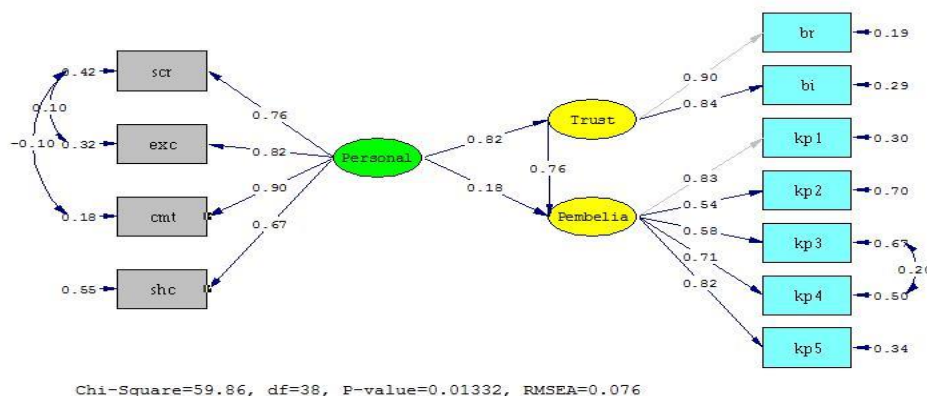 br
0.19
0.42
scr
0.90
0.10
0.76
bi
0.29
0.84
Trust
-0.10
0.32
exc
0.82
Personal
0.82
kp1
0.30
0.76
0.83
0.90
0.18
kp2
0.70
0.18
cmt
Pembelia
0.54
0.67
0.58
kp3
0.67
0.71
0.20
0.55
shc
0.82
kp4
0.50
kp5
0.34
Chi-Square=59.86, df=38, P-value=0.01332, RMSEA=0.076